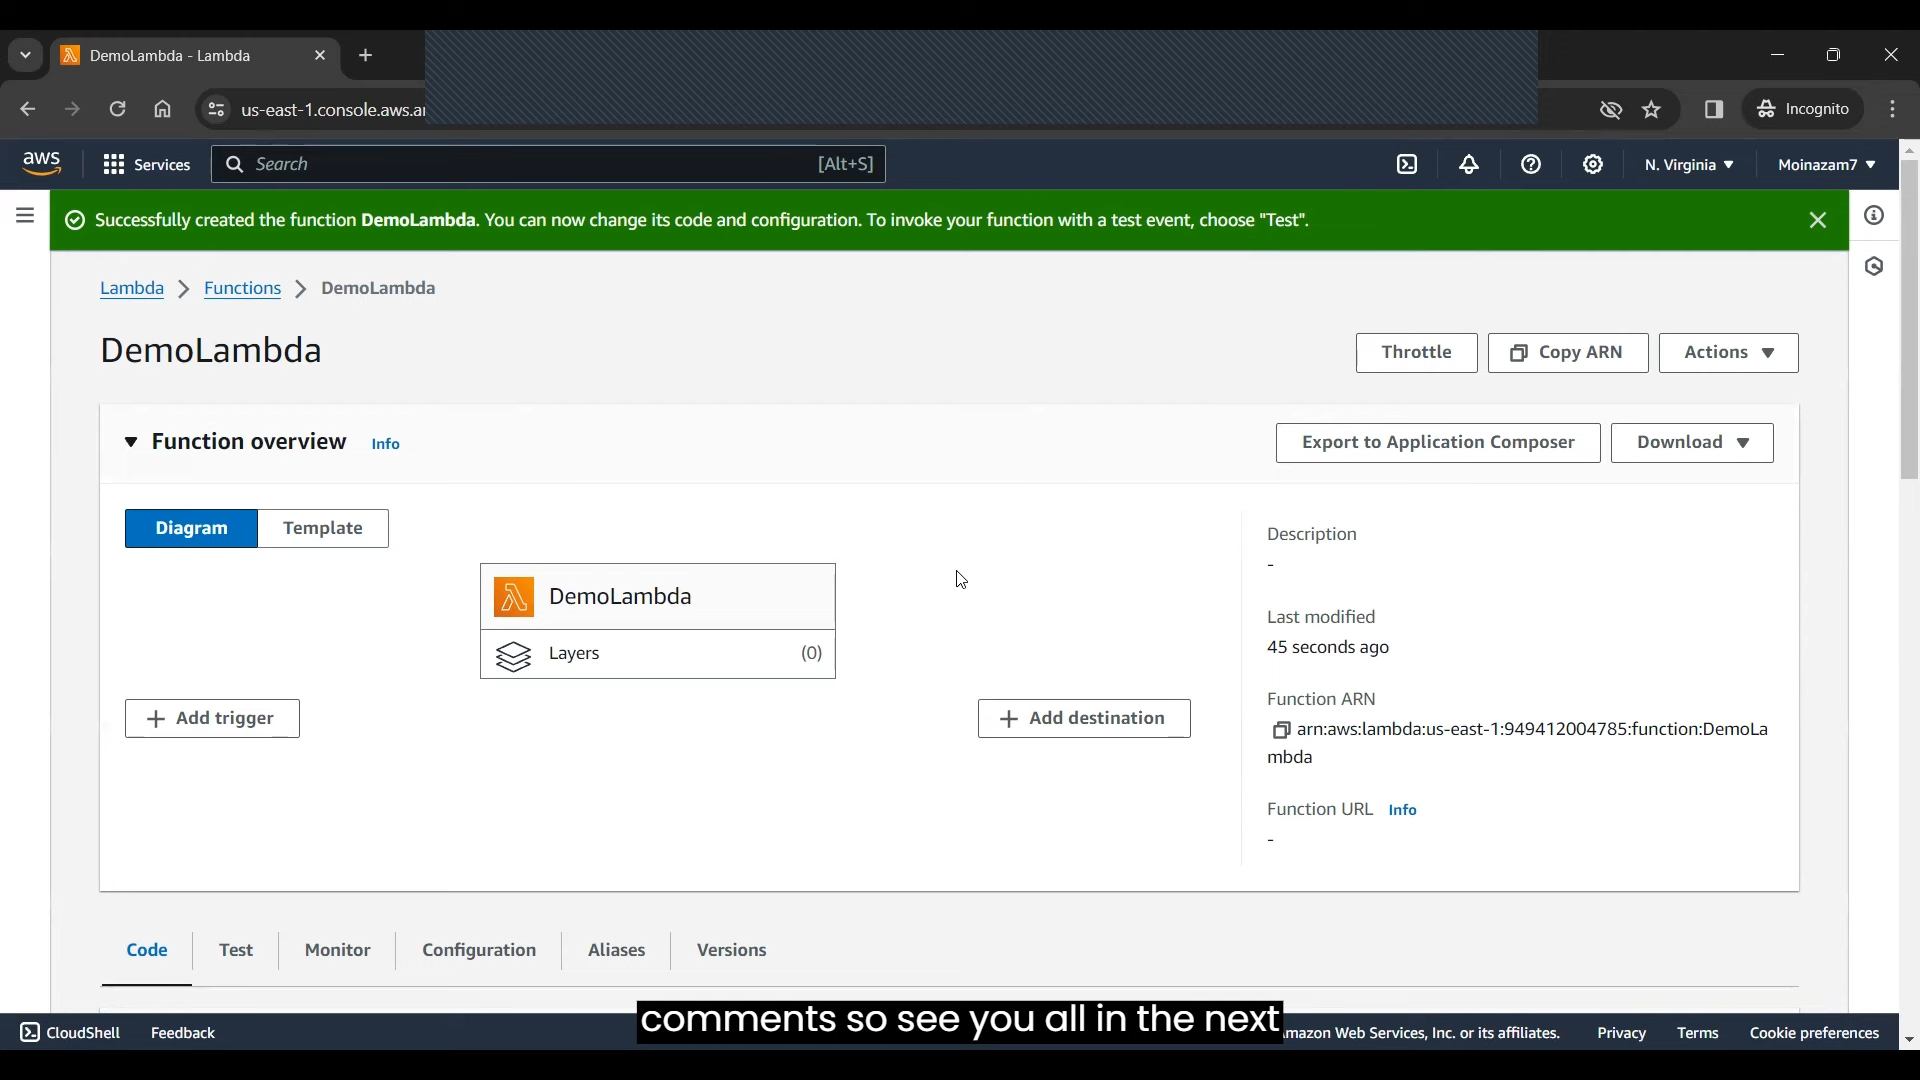 DemoLambda - Lambda
us-east-1.console.aws.a
Incognito
aws
Services
Search
[Alt+S]
N. Virginia
Moinazam7
Successfully created the function DemoLambda. You can now change its code and configuration. To invoke your function with a test event, choose "Test".
Lambda
Functions
DemoLambda
DemoLambda
Throttle
Copy ARN
Actions
Function overview Info
Export to Application Composer
Download
Diagram
Template
DemoLambda
Layers
(0)
Add trigger
Add destination
Description
-
Last modified
45 seconds ago
Function ARN
arn:aws:lambda:us-east-1:949412004785:function:DemoLa
mbda
Function URL Info
-
Code
Test
Monitor
Configuration
Aliases
Versions
comments so see you all in the next
CloudShell
Feedback
mazon Web Services, Inc. or its affiliates.
Privacy
Terms
Cookie preferences